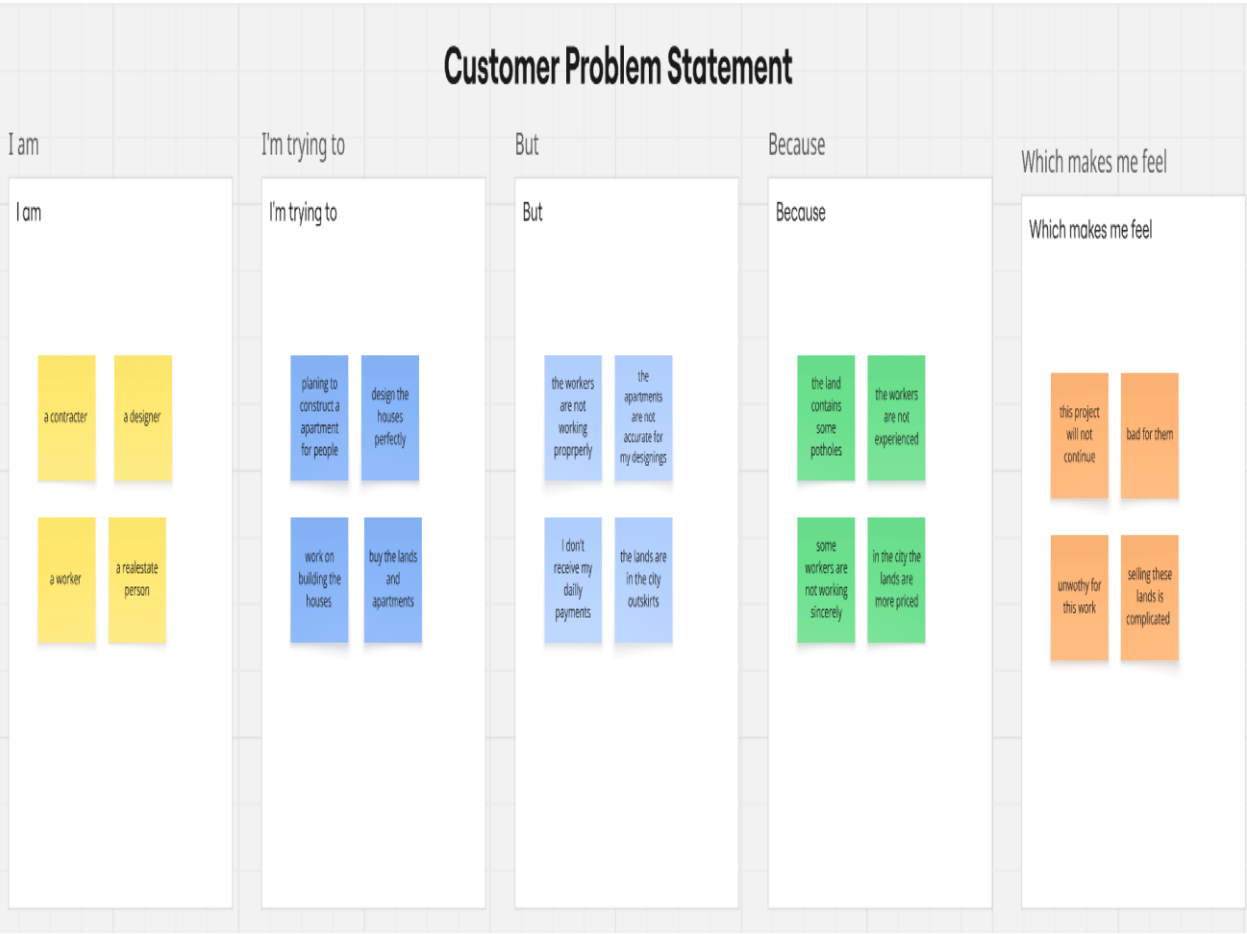 Customer Problem Statement
I am
I'm trying to
But
Because
Which makes me feel
I am
I'm trying to
But
Because
Which makes me feel
a contracter
a designer
a worker
a realestate
person
planing to
construct a
apartment
for people
design the
houses
perfectly
work on
building the
houses
buy the lands
and
apartments
the workers
are not
working
proprperly
the
apartments
are not
accurate for
my designings
I don't
receive my
dailly
payments
the lands are
in the city
outskirts
the land
contains
some
potholes
the workers
are not
experienced
some
workers are
not working
sincerely
in the city the
lands are
more priced
this project
will not
continue
bad for them
unwothy for
this work
selling these
lands is
complicated